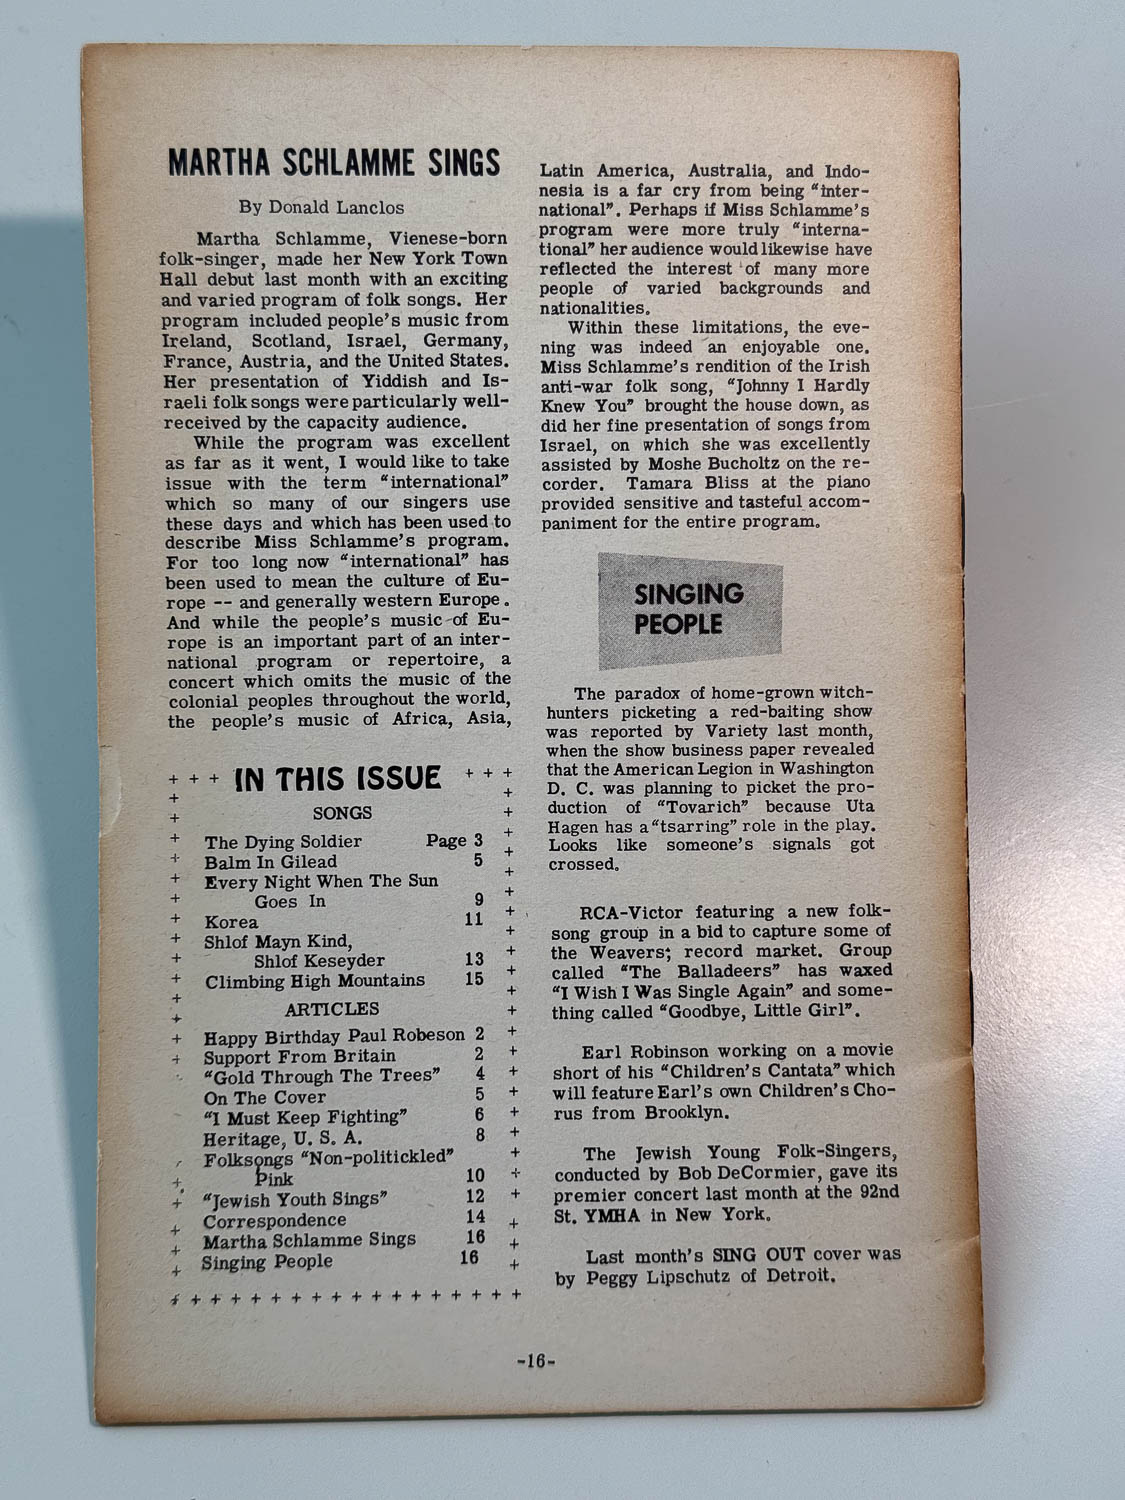 MARTHA SCHLAMME SINGS
By Donald Lanclos
Martha Schlamme, Vienese-born
folk-singer, made her New York Town
Hall debut last month with an exciting
and varied program of folk songs. Her
program included people's music from
Ireland, Scotland, Israel, Germany,
France, Austria, and the United States.
Her presentation of Yiddish and Is-
raeli folk songs were particularly well-
received by the capacity audience.
While the program was excellent
as far as it went, I would like to take
issue with the term "international"
which so many of our singers use
these days and which has been used to
describe Miss Schlamme's program.
For too long now "international" has
been used to mean the culture of Eu-
rope -- and generally western Europe.
And while the people's music of Eu-
rope is an important part of an inter-
national program or repertoire, a
concert which omits the music of the
colonial peoples throughout the world,
the people's music of Africa, Asia,
Latin America, Australia, and Indo-
nesia is a far cry from being "inter-
national". Perhaps if Miss Schlamme's
program were more truly "interna-
tional" her audience would likewise have
reflected the interest of many more
people of varied backgrounds and
nationalities.
Within these limitations, the eve-
ning was indeed an enjoyable one.
Miss Schlamme's rendition of the Irish
anti-war folk song, "Johnny I Hardly
Knew You" brought the house down, as
did her fine presentation of songs from
Israel, on which she was excellently
assisted by Moshe Bucholtz on the re-
corder. Tamara Bliss at the piano
provided sensitive and tasteful accom-
paniment for the entire program.
IN THIS ISSUE
SONGS
The Dying Soldier Page 3
Balm In Gilead 5
Every Night When The Sun
Goes In 9
Korea 11
Shlof Mayn Kind,
Shlof Keseyder 13
Climbing High Mountains 15
ARTICLES
Happy Birthday Paul Robeson 2
Support From Britain 2
"Gold Through The Trees" 4
On The Cover 5
"I Must Keep Fighting" 6
Heritage, U. S. A. 8
Folksongs "Non-politickled"
Pink 10
"Jewish Youth Sings" 12
Correspondence 14
Martha Schlamme Sings 16
Singing People 16
SINGING
PEOPLE
The paradox of home-grown witch-
hunters picketing a red-baiting show
was reported by Variety last month,
when the show business paper revealed
that the American Legion in Washington
D. C. was planning to picket the pro-
duction of "Tovarich" because Uta
Hagen has a "tsarring" role in the play.
Looks like someone's signals got
crossed.
RCA-Victor featuring a new folk-
song group in a bid to capture some of
the Weavers; record market. Group
called "The Balladeers" has waxed
"I Wish I Was Single Again" and some-
thing called "Goodbye, Little Girl".
Earl Robinson working on a movie
short of his "Children's Cantata" which
will feature Earl's own Children's Cho-
rus from Brooklyn.
The Jewish Young Folk-Singers,
conducted by Bob DeCormier, gave its
premier concert last month at the 92nd
St. YMHA in New York.
Last month's SING OUT cover was
by Peggy Lipschutz of Detroit.
-16-